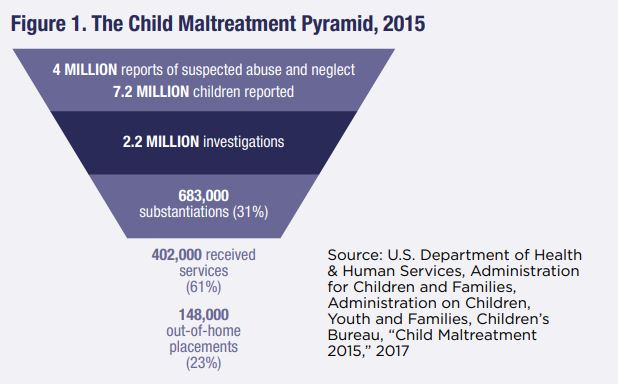 Figure 1. The Child Maltreatment Pyramid, 2015
4 MILLION reports of suspected abuse and neglect
7.2 MILLION children reported
2.2 MILLION investigations
683,000
substantiations (31%)
402,000 received
services
(61%)
148,000
out-of-home
placements
(23%)
Source: U.S. Department of Health
& Human Services, Administration
for Children and Families,
Administration on Children,
Youth and Families, Children's
Bureau, “Child Maltreatment
2015,” 2017